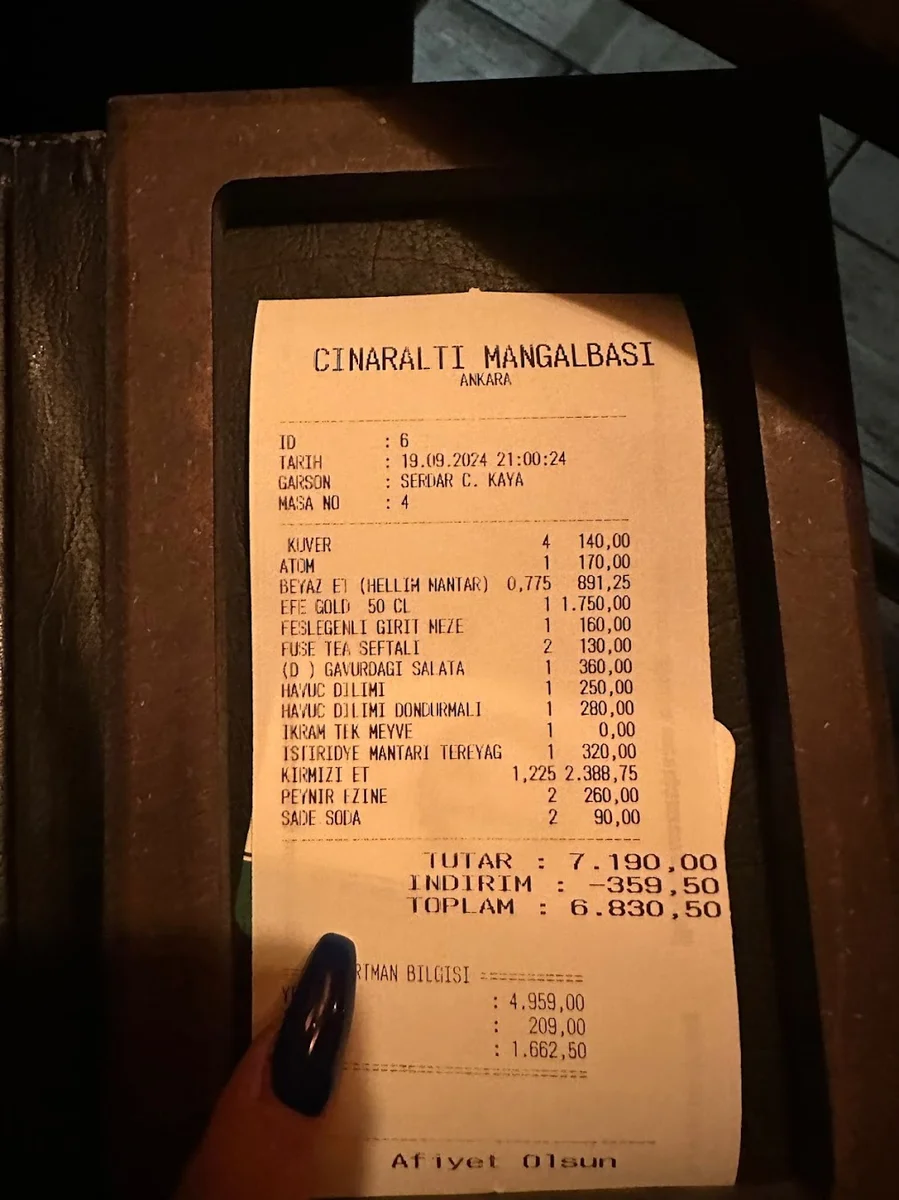 CINARALTI MANGALBASI
ANKARA
ID : 6
TARIH : 19.09.2024 21:00:24
GARSON : SERDAR C. KAYA
MASA NO : 4
KUVER 4 140,00
ATOM 1 170,00
BEYAZ ET (HELLIM MANTAR) 0,775 891,25
EFE GOLD 50 CL 1 1.750,00
FESLEGENLI GIRIT MEZE 1 160,00
FUSE TEA SEFTALI 2 130,00
(D ) GAVURDAGI SALATA 1 360,00
HAVUC DILIMI 1 250,00
HAVUC DILIMI DONDURMALI 1 280,00
IKRAM TEK MEYVE 1 0,00
ISTIRIDYE MANTARI TEREYAG 1 320,00
KIRMIZI ET 1,225 2.388,75
PEYNIR EZINE 2 260,00
SADE SODA 2 90,00
TUTAR : 7.190,00
INDIRIM : -359,50
TOPLAM : 6.830,50
RTMAN BILGISI ===========
: 4.959,00
: 209,00
: 1.662,50
Afiyet Olsun